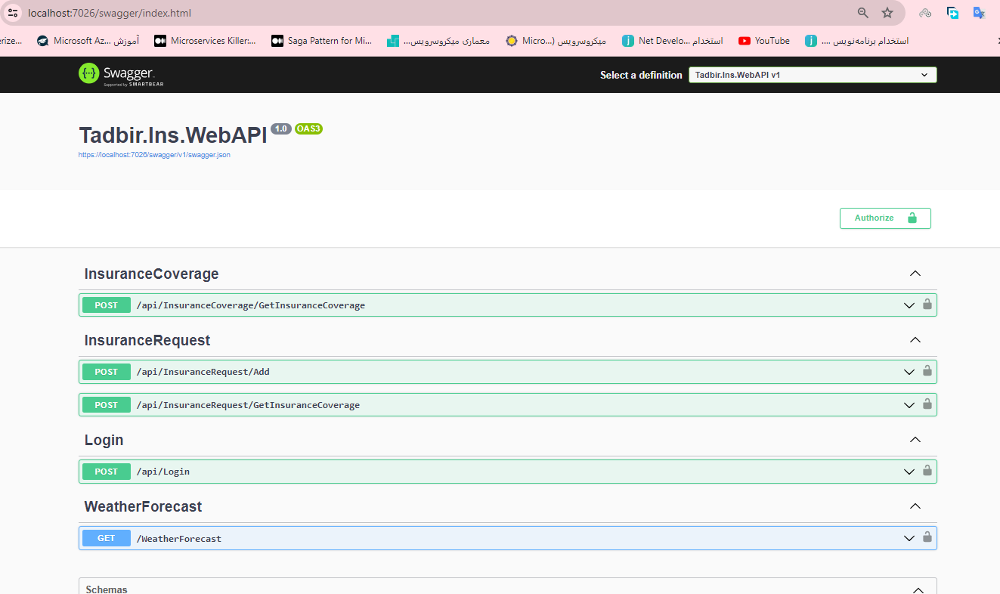 localhost:7026/swagger/index.html
erize... Microsoft Az... آموزش Microservices Killer:... Saga Pattern for Mi... معماری میکروسرویس... میکروسرویس (Micro... استخدام Net Develo... YouTube استخدام برنامه‌نویس ....
Swagger
Supported by SMARTBEAR
Select a definition Tadbir.Ins.WebAPI v1
Tadbir.Ins.WebAPI 1.0 OAS3
https://localhost:7026/swagger/v1/swagger.json
Authorize
InsuranceCoverage
POST /api/InsuranceCoverage/GetInsuranceCoverage
InsuranceRequest
POST /api/InsuranceRequest/Add
POST /api/InsuranceRequest/GetInsuranceCoverage
Login
POST /api/Login
WeatherForecast
GET /WeatherForecast
Schemas